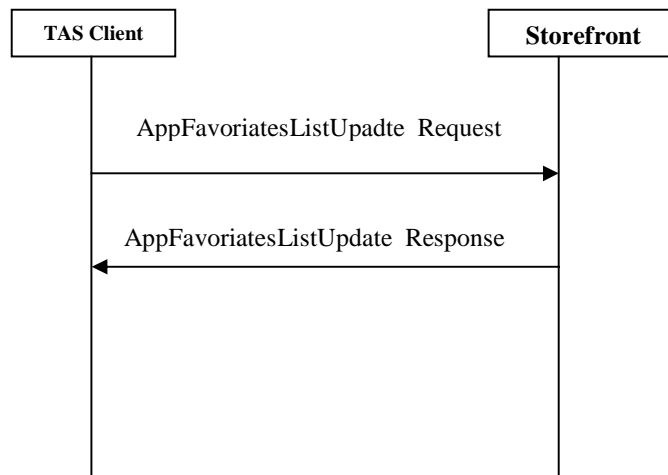 TAS Client
Storefront
AppFavoriatesListUpadte Request
AppFavoriatesListUpdate Response